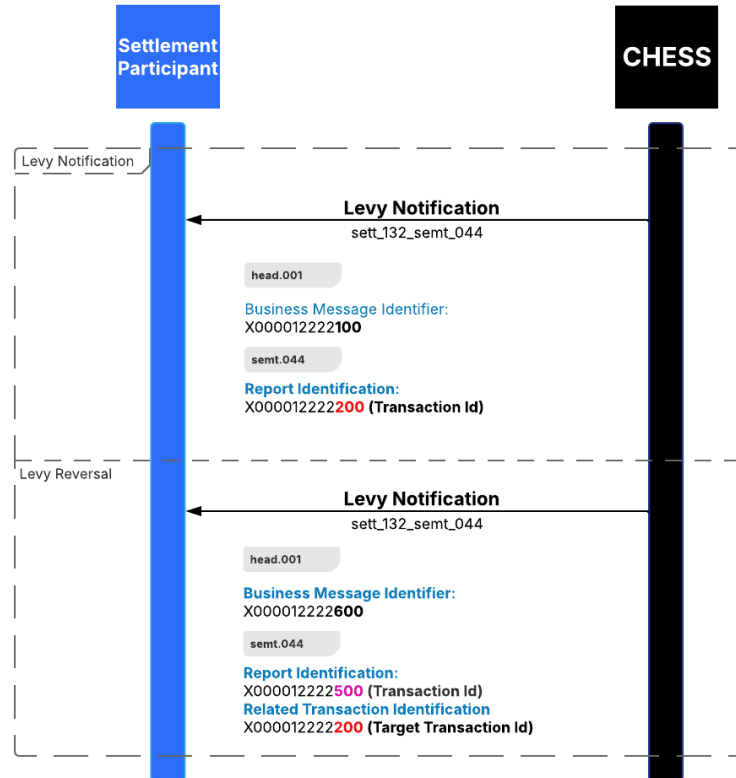 Settlement
Participant
CHESS
Levy Notification
Levy Notification
sett_132_semt_044
head.001
Business Message Identifier:
X000012222100
semt.044
Report Identification:
X000012222200 (Transaction Id)
Levy Reversal
Levy Notification
sett_132_semt_044
head.001
Business Message Identifier:
X000012222600
semt.044
Report Identification:
X000012222500 (Transaction Id)
Related Transaction Identification
X000012222200 (Target Transaction Id)